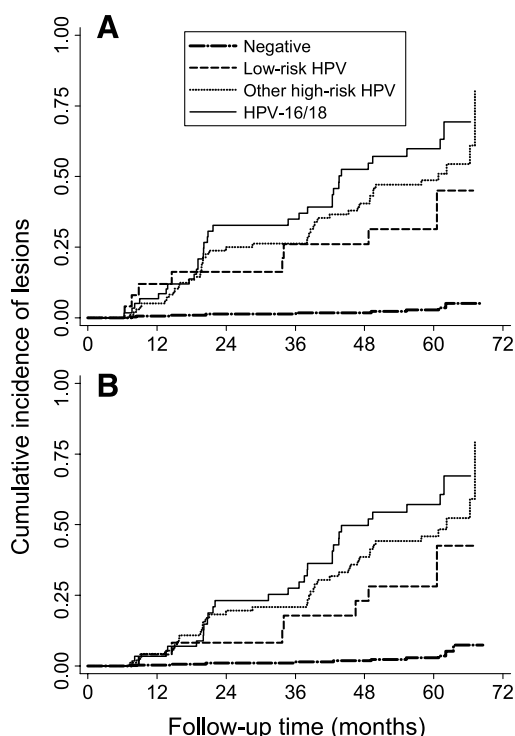 A
Negative
Low-risk HPV
Other high-risk HPV
HPV-16/18
1.00
0.75
0.50
0.25
0.00
0 12 24 36 48 60 72
B
1.00
0.75
0.50
0.25
0.00
0 12 24 36 48 60 72
Cumulative incidence of lesions
Follow-up time (months)